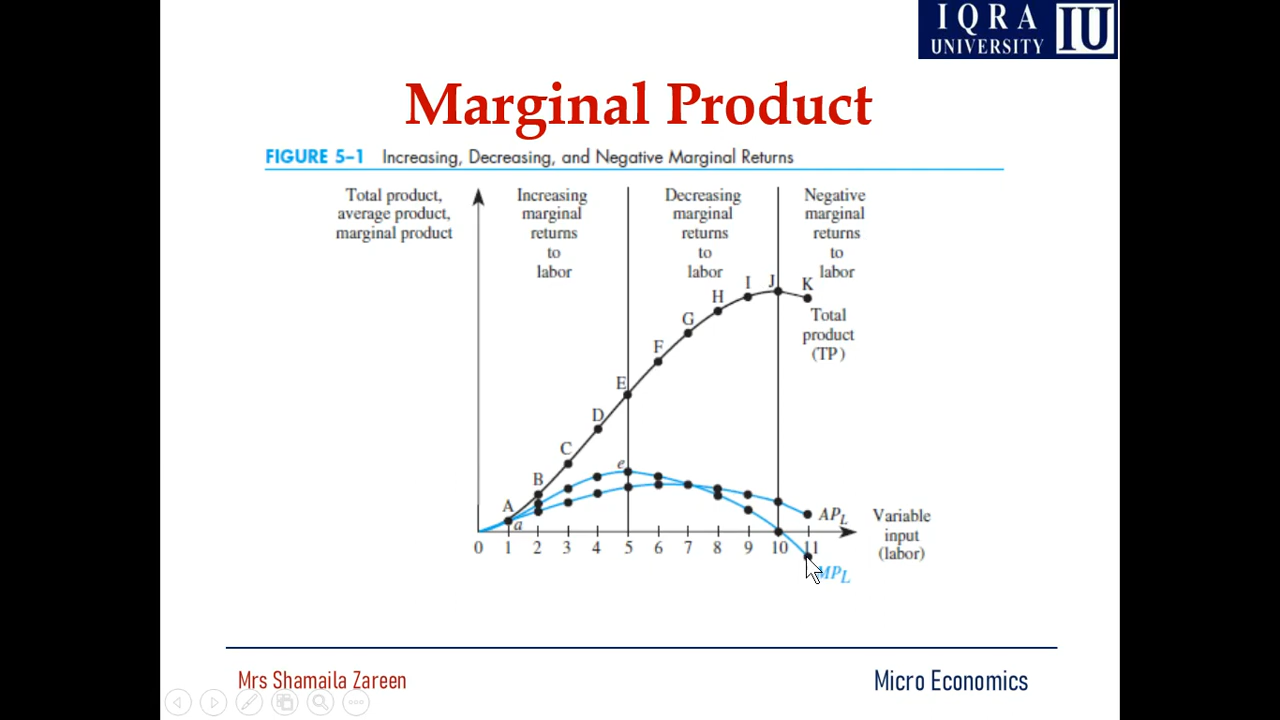 IQRA
UNIVERSITY
IU
Marginal Product
FIGURE 5–1 Increasing, Decreasing, and Negative Marginal Returns
Total product,
average product,
marginal product
Increasing
marginal
returns
to
labor
Decreasing
marginal
returns
to
labor
Negative
marginal
returns
to
labor
A
B
C
D
E
F
G
H
I
J
K
Total
product
(TP)
a
e
APL
MPL
0 1 2 3 4 5 6 7 8 9 10 11
Variable
input
(labor)
Mrs Shamaila Zareen
Micro Economics